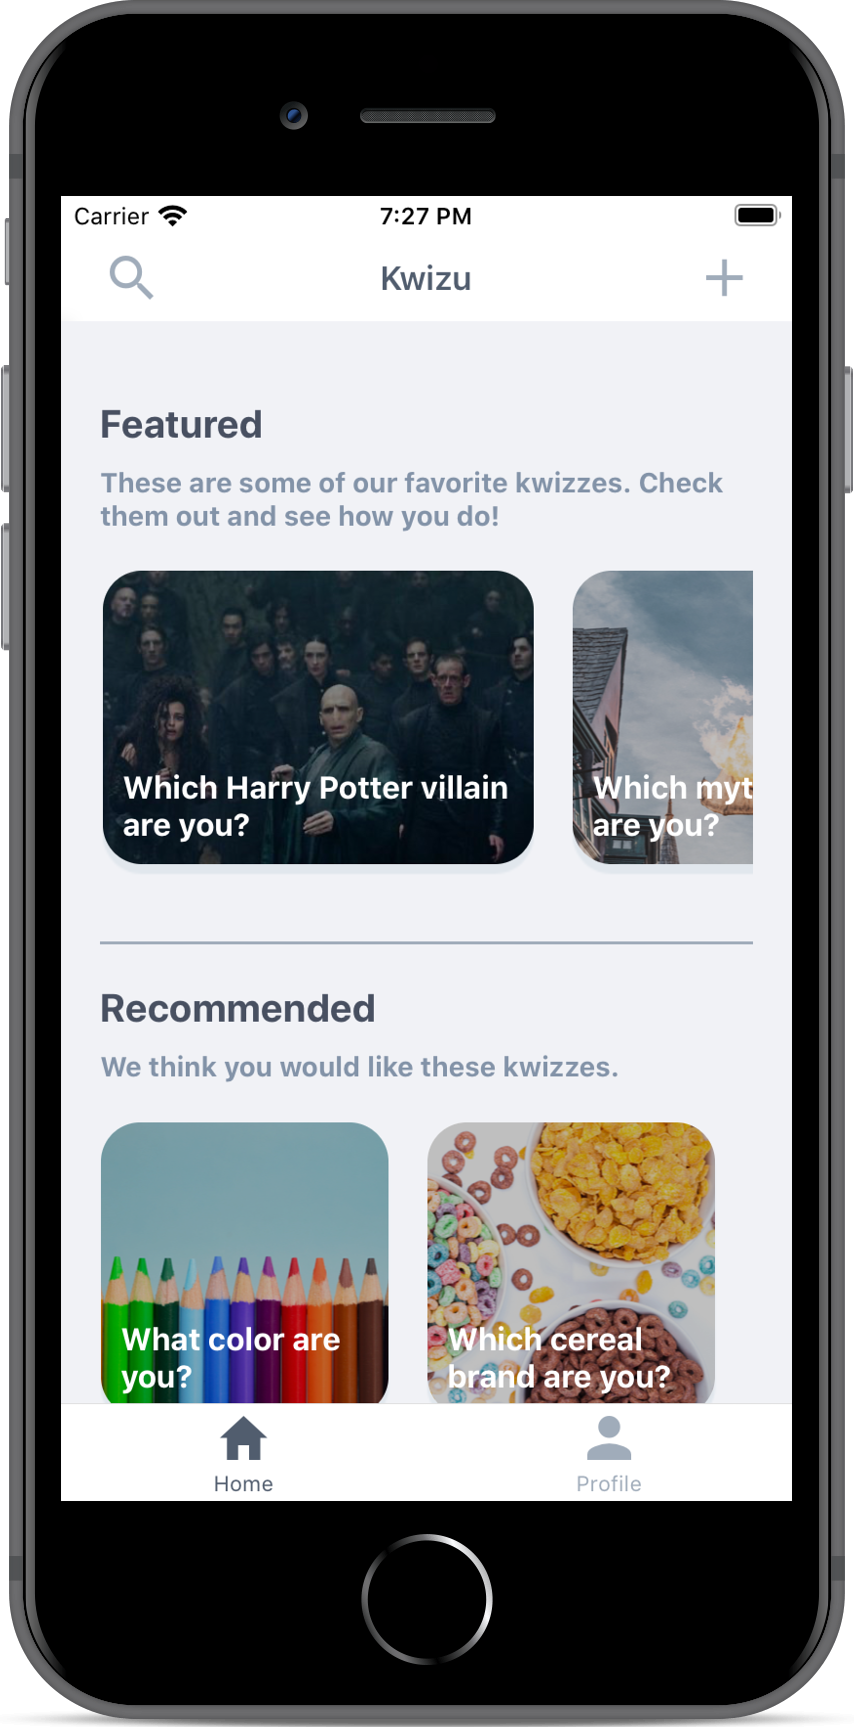 Carrier 7:27 PM
Kwizu
Featured
These are some of our favorite kwizzes. Check
them out and see how you do!
Which Harry Potter villain
are you?
Which myt
are you?
Recommended
We think you would like these kwizzes.
What color are
you?
Which cereal
brand are you?
Home
Profile